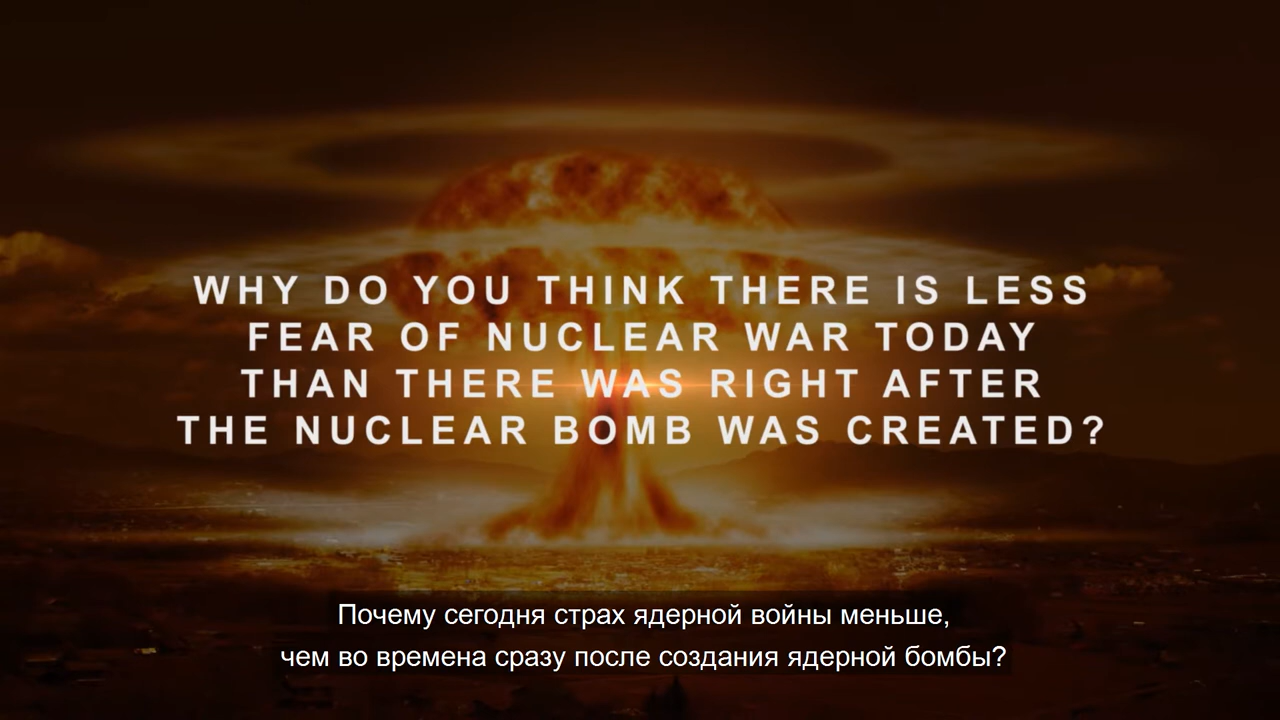 WHY DO YOU THINK THERE IS LESS
FEAR OF NUCLEAR WAR TODAY
THAN THERE WAS RIGHT AFTER
THE NUCLEAR BOMB WAS CREATED?
Почему сегодня страх ядерной войны меньше,
чем во времена сразу после создания ядерной бомбы?